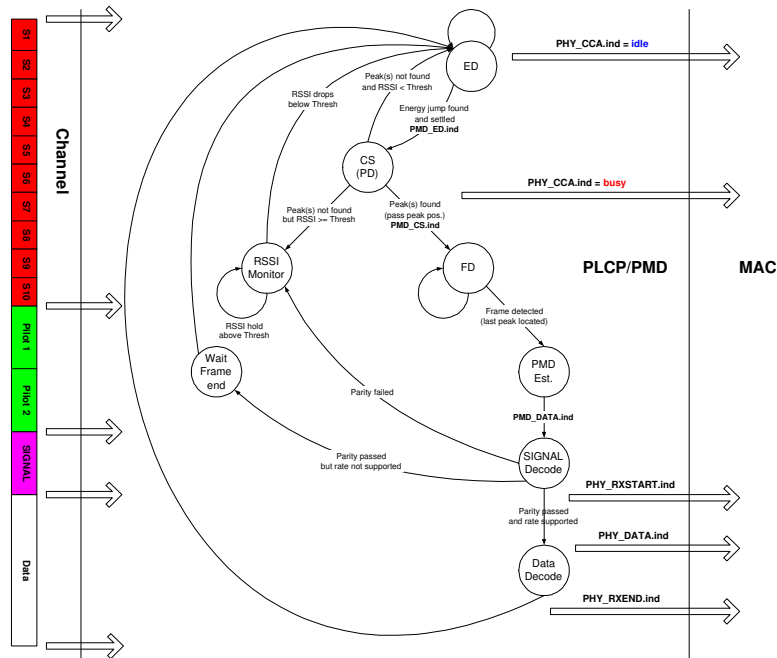 S1
S2
S3
S4
S5
S6
S7
S8
S9
S10
Pilot 1
Pilot 2
SIGNAL
Data
Channel
ED
PHY_CCA.ind = idle
Peak(s) not found
and RSSI < Thresh
RSSI drops
below Thresh
Energy jump found
and settled
PMD_ED.ind
CS
(PD)
PHY_CCA.ind = busy
Peak(s) not found
but RSSI >= Thresh
Peak(s) found
(pass peak pos.)
PMD_CS.ind
RSSI
Monitor
FD
PLCP/PMD
MAC
RSSI hold
above Thresh
Frame detected
(last peak located)
Wait
Frame
end
PMD
Est.
Parity failed
PMD_DATA.ind
Parity passed
but rate not supported
SIGNAL
Decode
PHY_RXSTART.ind
Parity passed
and rate supported
PHY_DATA.ind
Data
Decode
PHY_RXEND.ind